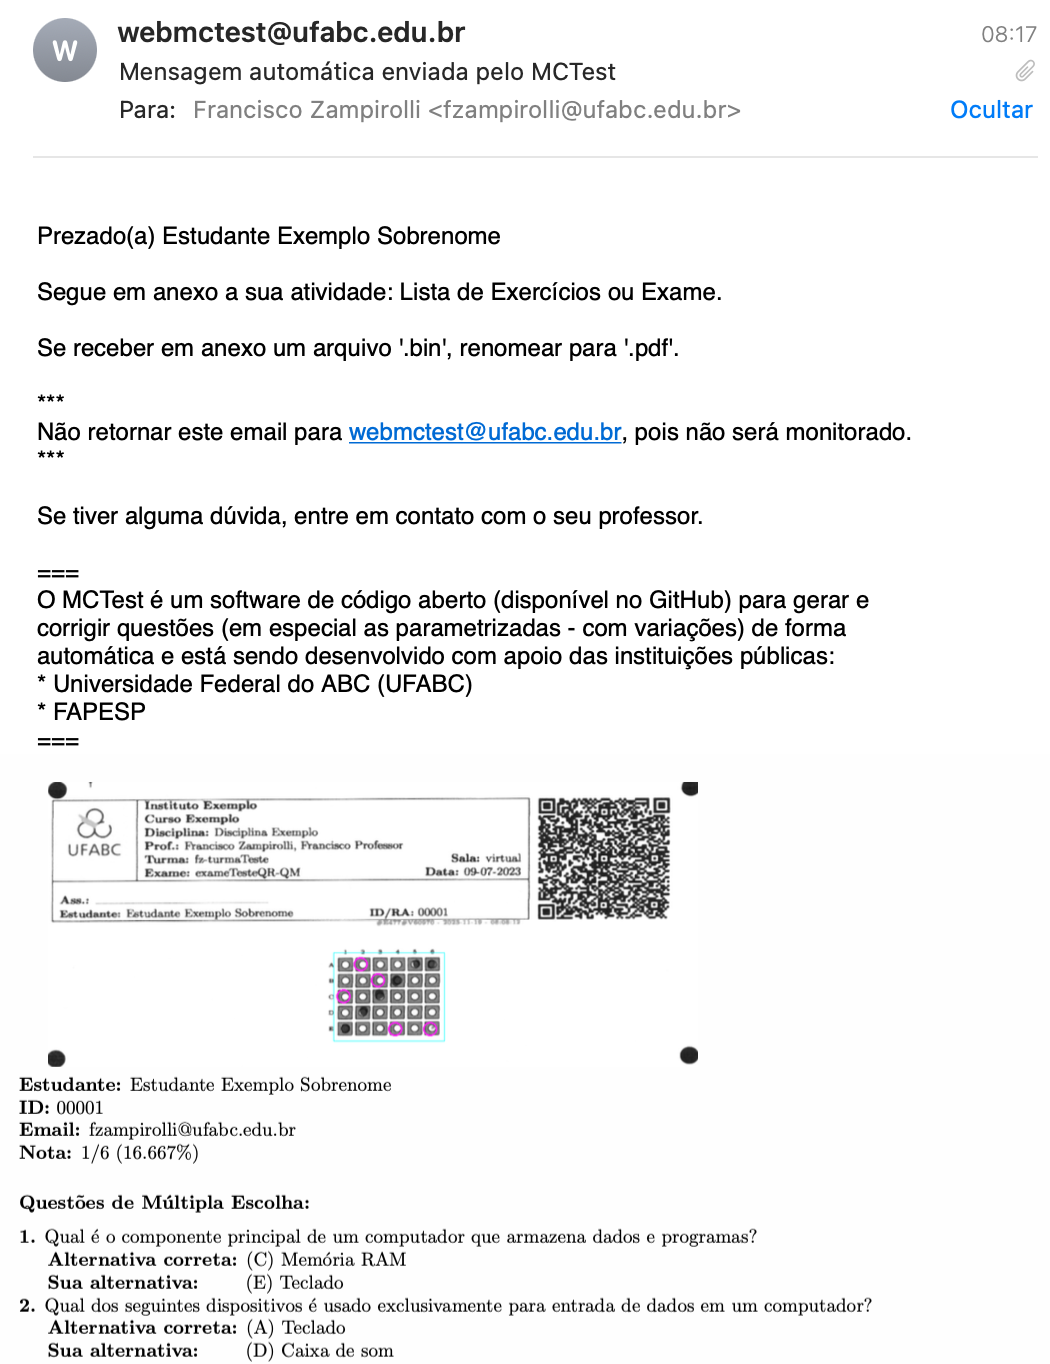 W
webmctest@ufabc.edu.br
08:17
Mensagem automática enviada pelo MCTest
Para: Francisco Zampirolli <fzampirolli@ufabc.edu.br>
Ocultar
Prezado(a) Estudante Exemplo Sobrenome
Segue em anexo a sua atividade: Lista de Exercícios ou Exame.
Se receber em anexo um arquivo '.bin', renomear para '.pdf'.
***
Não retornar este email para webmctest@ufabc.edu.br, pois não será monitorado.
***
Se tiver alguma dúvida, entre em contato com o seu professor.
===
O MCTest é um software de código aberto (disponível no GitHub) para gerar e
corrigir questões (em especial as parametrizadas - com variações) de forma
automática e está sendo desenvolvido com apoio das instituições públicas:
* Universidade Federal do ABC (UFABC)
* FAPESP
===
UFABC
Instituto Exemplo
Curso Exemplo
Disciplina: Disciplina Exemplo
Prof.: Francisco Zampirolli, Francisco Professor
Turma: fz-turmaTeste
Sala: virtual
Exame: exameTesteQR-QM
Data: 09-07-2023
Ass.:
Estudante: Estudante Exemplo Sobrenome
ID/RA: 00001
1 2 3 4 5 6
A
B
C
D
E
Estudante: Estudante Exemplo Sobrenome
ID: 00001
Email: fzampirolli@ufabc.edu.br
Nota: 1/6 (16.667%)
Questões de Múltipla Escolha:
1. Qual é o componente principal de um computador que armazena dados e programas?
Alternativa correta: (C) Memória RAM
Sua alternativa: (E) Teclado
2. Qual dos seguintes dispositivos é usado exclusivamente para entrada de dados em um computador?
Alternativa correta: (A) Teclado
Sua alternativa: (D) Caixa de som